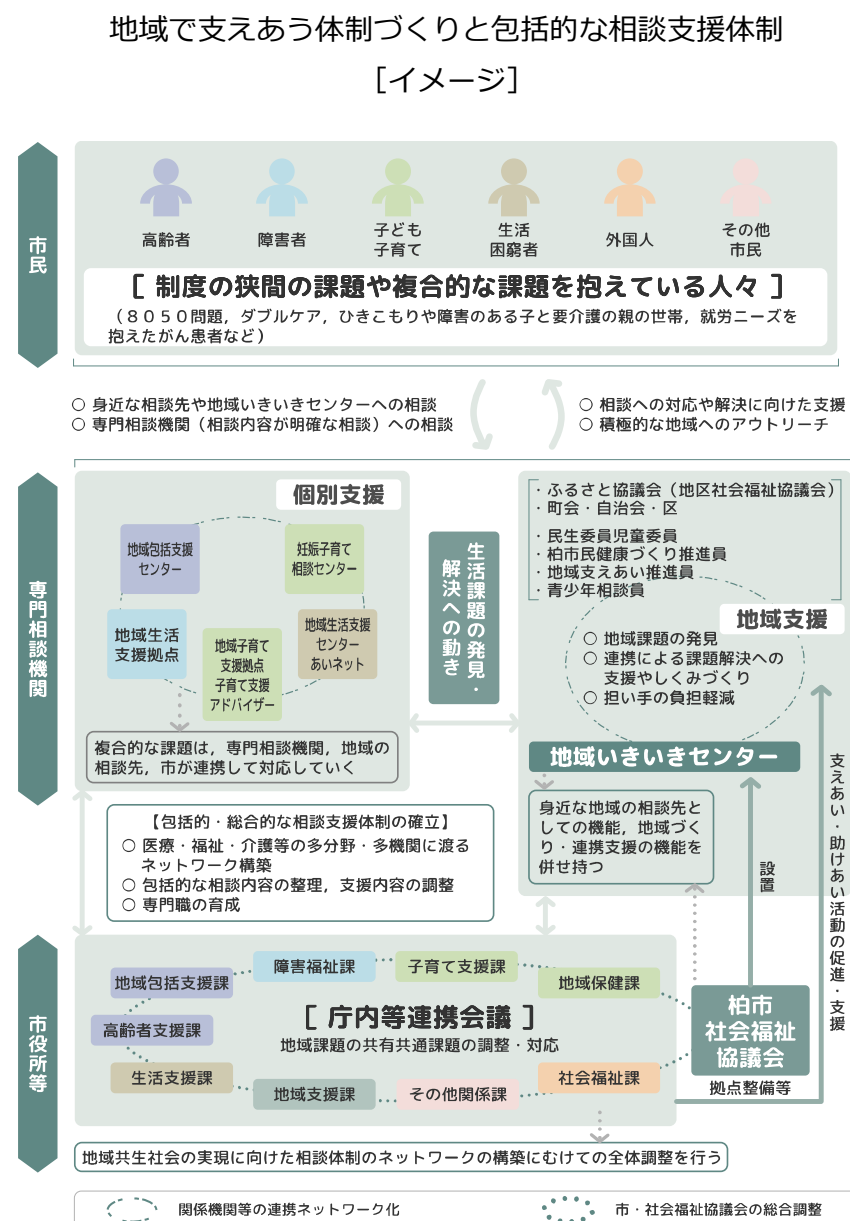 地域で支えあう体制づくりと包括的な相談支援体制
［イメージ］
市民
高齢者
障害者
子ども
子育て
生活
困窮者
外国人
その他
市民
［ 制度の狭間の課題や複合的な課題を抱えている人々 ］
（８０５０問題，ダブルケア，ひきこもりや障害のある子と要介護の親の世帯，就労ニーズを
抱えたがん患者など）
○ 身近な相談先や地域いきいきセンターへの相談
○ 専門相談機関（相談内容が明確な相談）への相談
○ 相談への対応や解決に向けた支援
○ 積極的な地域へのアウトリーチ
専門相談機関
個別支援
地域包括支援
センター
妊娠子育て
相談センター
地域生活
支援拠点
地域子育て
支援拠点
子育て支援
アドバイザー
地域生活支援
センター
あいネット
複合的な課題は，専門相談機関，地域の
相談先，市が連携して対応していく
生活課題の発見・
解決への動き
・ふるさと協議会（地区社会福祉協議会）
・町会・自治会・区
・民生委員児童委員
・柏市民健康づくり推進員
・地域支えあい推進員
・青少年相談員
地域支援
○ 地域課題の発見
○ 連携による課題解決への
支援やしくみづくり
○ 担い手の負担軽減
地域いきいきセンター
身近な地域の相談先と
しての機能，地域づく
り・連携支援の機能を
併せ持つ
設置
支えあい・助けあい活動の促進・支援
【包括的・総合的な相談支援体制の確立】
○ 医療・福祉・介護等の多分野・多機関に渡る
ネットワーク構築
○ 包括的な相談内容の整理，支援内容の調整
○ 専門職の育成
市役所等
地域包括支援課
障害福祉課
子育て支援課
地域保健課
高齢者支援課
［ 庁内等連携会議 ］
地域課題の共有共通課題の調整・対応
生活支援課
地域支援課
その他関係課
社会福祉課
柏市
社会福祉
協議会
拠点整備等
地域共生社会の実現に向けた相談体制のネットワークの構築にむけての全体調整を行う
関係機関等の連携ネットワーク化
市・社会福祉協議会の総合調整